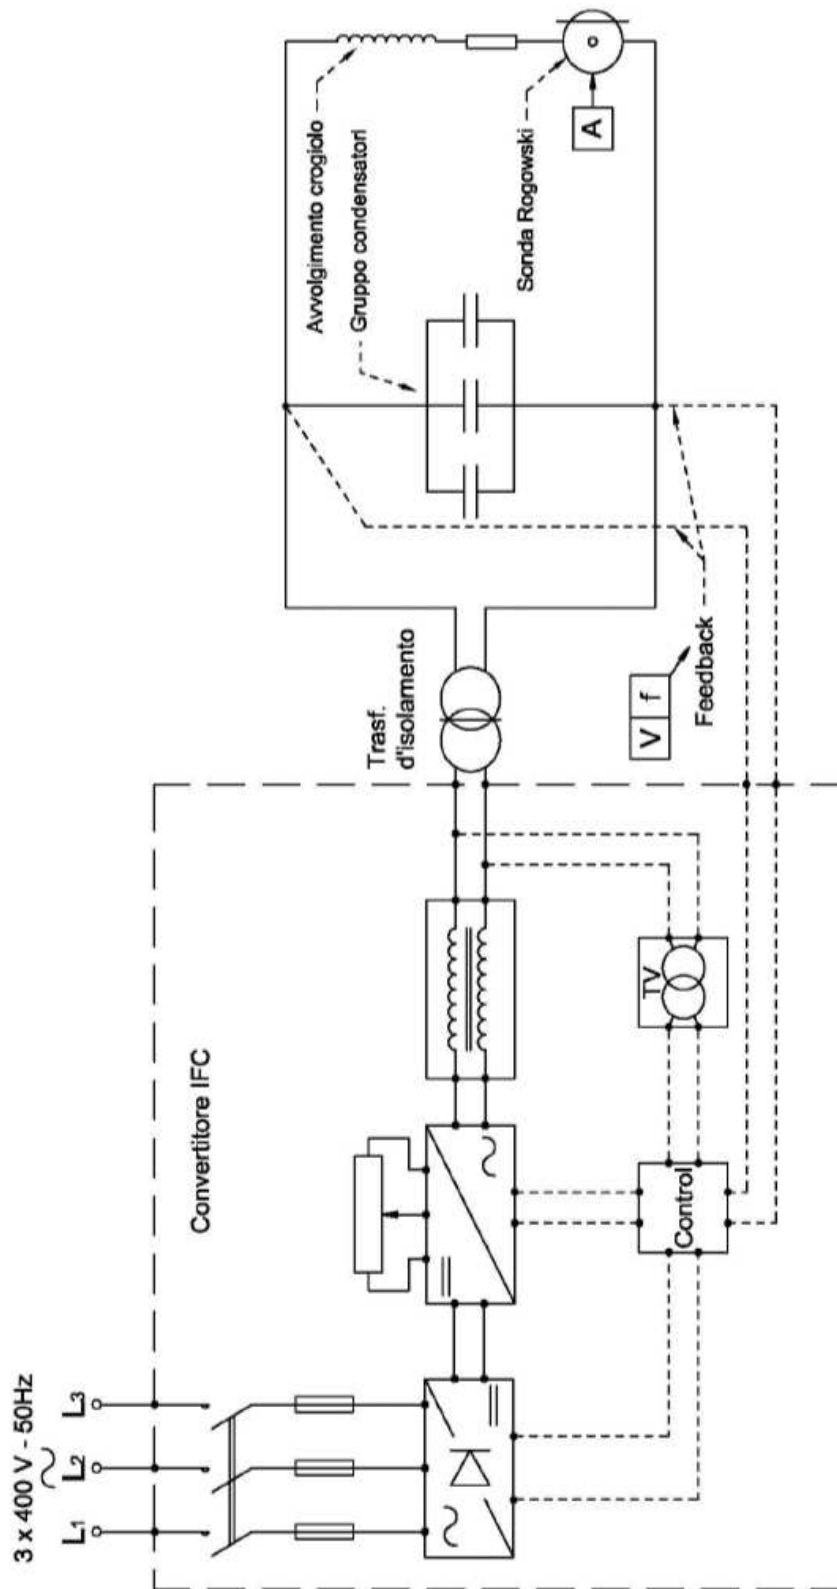 3 x 400 V - 50Hz
L1
L2
L3
Convertitore IFC
Control
TV
Trasf.
d'isolamento
V f
Feedback
Avvolgimento crogiolo
Gruppo condensatori
Sonda Rogowski
A